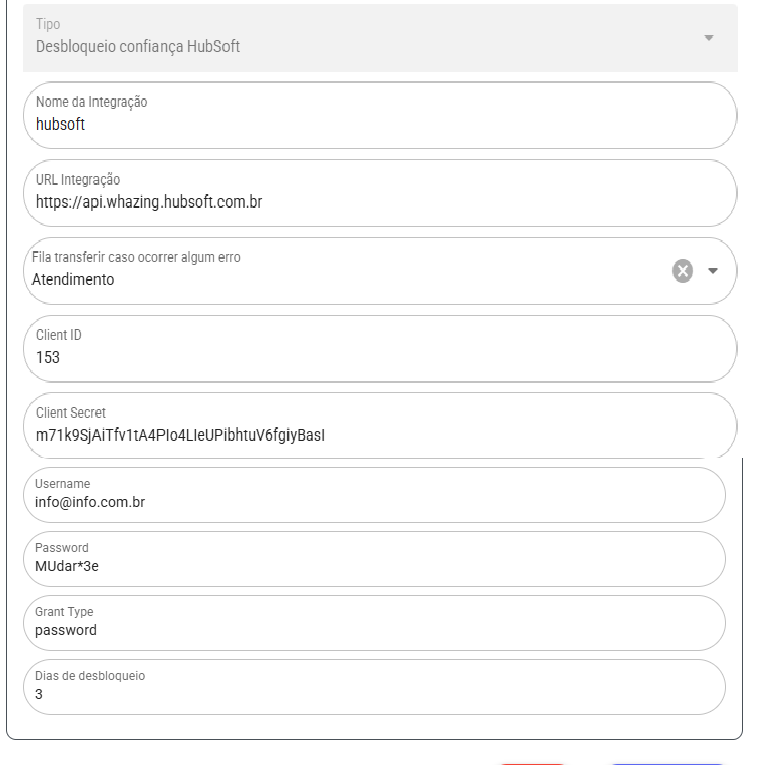 Tipo
Desbloqueio confiança HubSoft
Nome da Integração
hubsoft
URL Integração
https://api.whazing.hubsoft.com.br
Fila transferir caso ocorrer algum erro
Atendimento
Client ID
153
Client Secret
m71k9SjAiTfv1tA4PIo4LIeUPibhtuV6fgiyBasI
Username
info@info.com.br
Password
MUdar*3e
Grant Type
password
Dias de desbloqueio
3